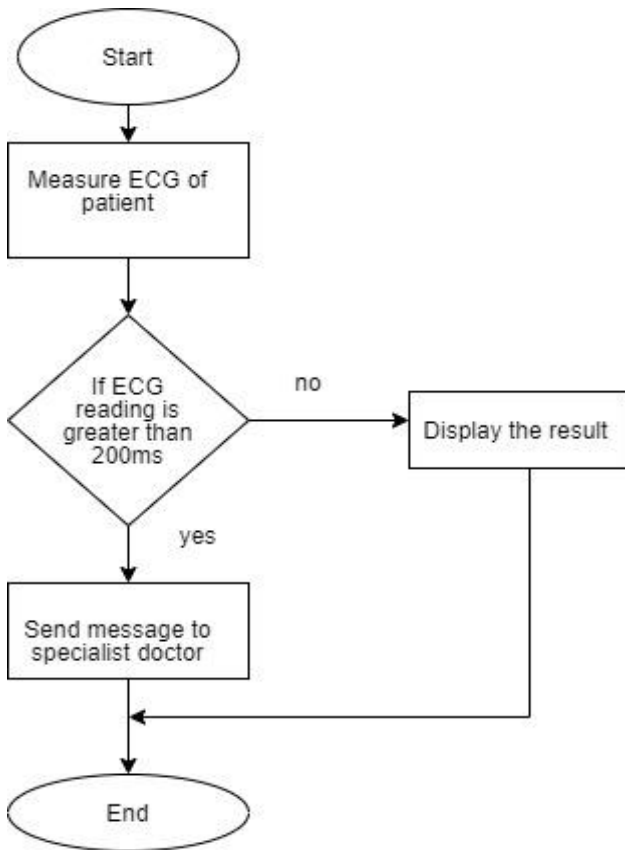 Start
Measure ECG of
patient
If ECG
reading is
greater than
200ms
no
Display the result
yes
Send message to
specialist doctor
End